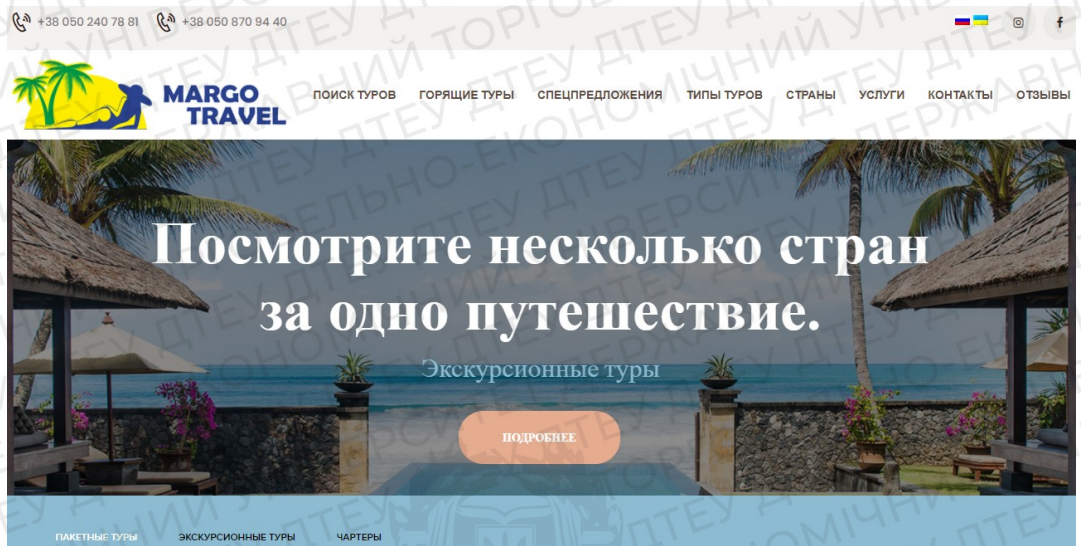 +38 050 240 78 81 +38 050 870 94 40
MARGO
TRAVEL
ПОИСК ТУРОВ ГОРЯЩИЕ ТУРЫ СПЕЦПРЕДЛОЖЕНИЯ ТИПЫ ТУРОВ СТРАНЫ УСЛУГИ КОНТАКТЫ ОТЗЫВЫ
Посмотрите несколько стран
за одно путешествие.
Экскурсионные туры
ПОДРОБНЕЕ
ПАКЕТНЫЕ ТУРЫ ЭКСКУРСИОННЫЕ ТУРЫ ЧАРТЕРЫ